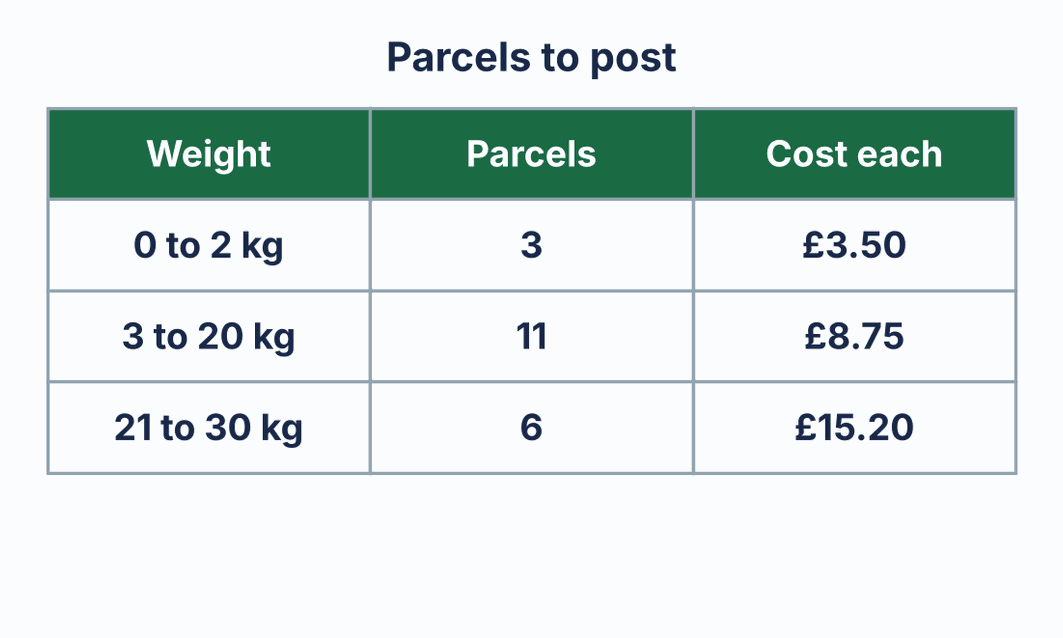 Parcels to post
Weight Parcels Cost each
0 to 2 kg 3 £3.50
3 to 20 kg 11 £8.75
21 to 30 kg 6 £15.20